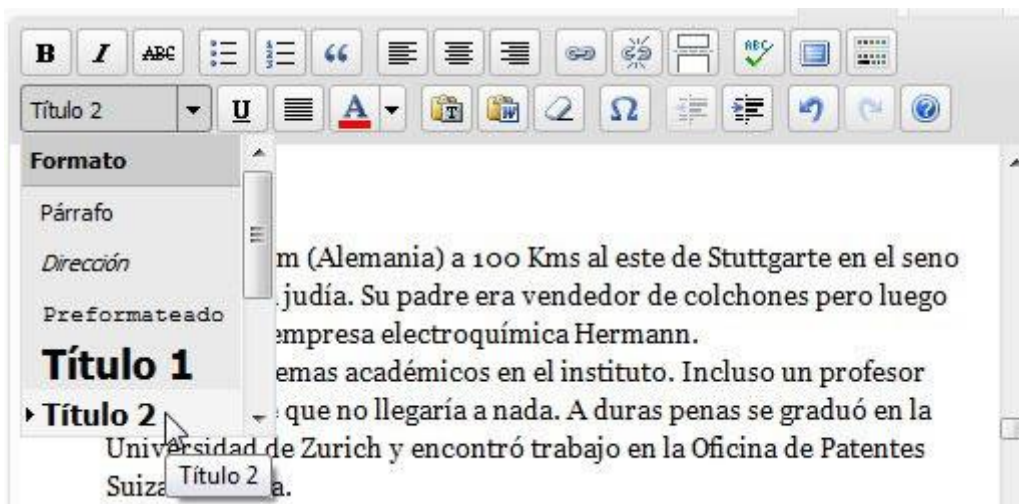 B I ABC ABC
Título 2 U A T W Ω
Formato
Párrafo
Dirección
Preformateado
Título 1
Título 2
m (Alemania) a 100 Kms al este de Stuttgarte en el seno
judía. Su padre era vendedor de colchones pero luego
empresa electroquímica Hermann.
emas académicos en el instituto. Incluso un profesor
que no llegaría a nada. A duras penas se graduó en la
Universidad de Zurich y encontró trabajo en la Oficina de Patentes
Título 2
Suiza a.